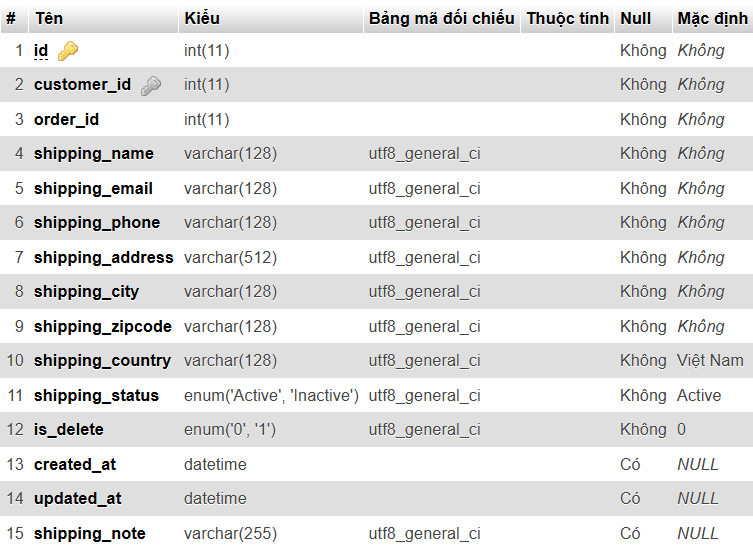 # Tên Kiểu Bảng mã đối chiếu Thuộc tính Null Mặc định
1 id int(11) Không Không
2 customer_id int(11) Không Không
3 order_id int(11) Không Không
4 shipping_name varchar(128) utf8_general_ci Không Không
5 shipping_email varchar(128) utf8_general_ci Không Không
6 shipping_phone varchar(128) utf8_general_ci Không Không
7 shipping_address varchar(512) utf8_general_ci Không Không
8 shipping_city varchar(128) utf8_general_ci Không Không
9 shipping_zipcode varchar(128) utf8_general_ci Không Không
10 shipping_country varchar(128) utf8_general_ci Không Việt Nam
11 shipping_status enum('Active', 'Inactive') utf8_general_ci Không Active
12 is_delete enum('0', '1') utf8_general_ci Không 0
13 created_at datetime Có NULL
14 updated_at datetime Có NULL
15 shipping_note varchar(255) utf8_general_ci Có NULL